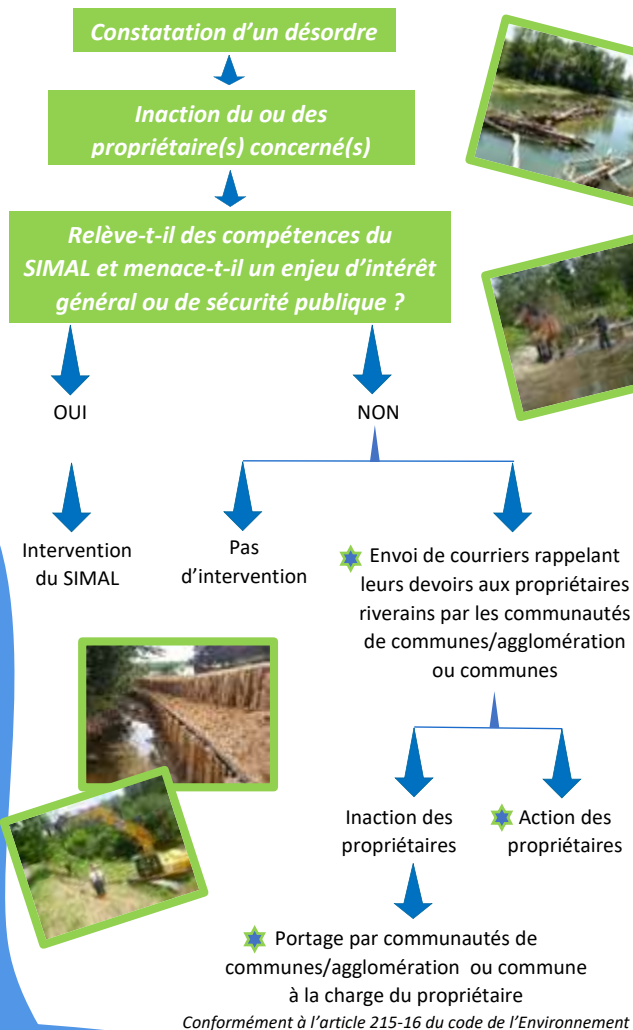 Constatation d'un désordre
Inaction du ou des
propriétaire(s) concerné(s)
Relève-t-il des compétences du
SIMAL et menace-t-il un enjeu d'intérêt
général ou de sécurité publique ?
OUI
NON
Intervention
du SIMAL
Pas
d'intervention
Envoi de courriers rappelant
leurs devoirs aux propriétaires
riverains par les communautés
de communes/agglomération
ou communes
Inaction des
propriétaires
Action des
propriétaires
Portage par communautés de
communes/agglomération ou commune
à la charge du propriétaire
Conformément à l'article 215-16 du code de l'Environnement